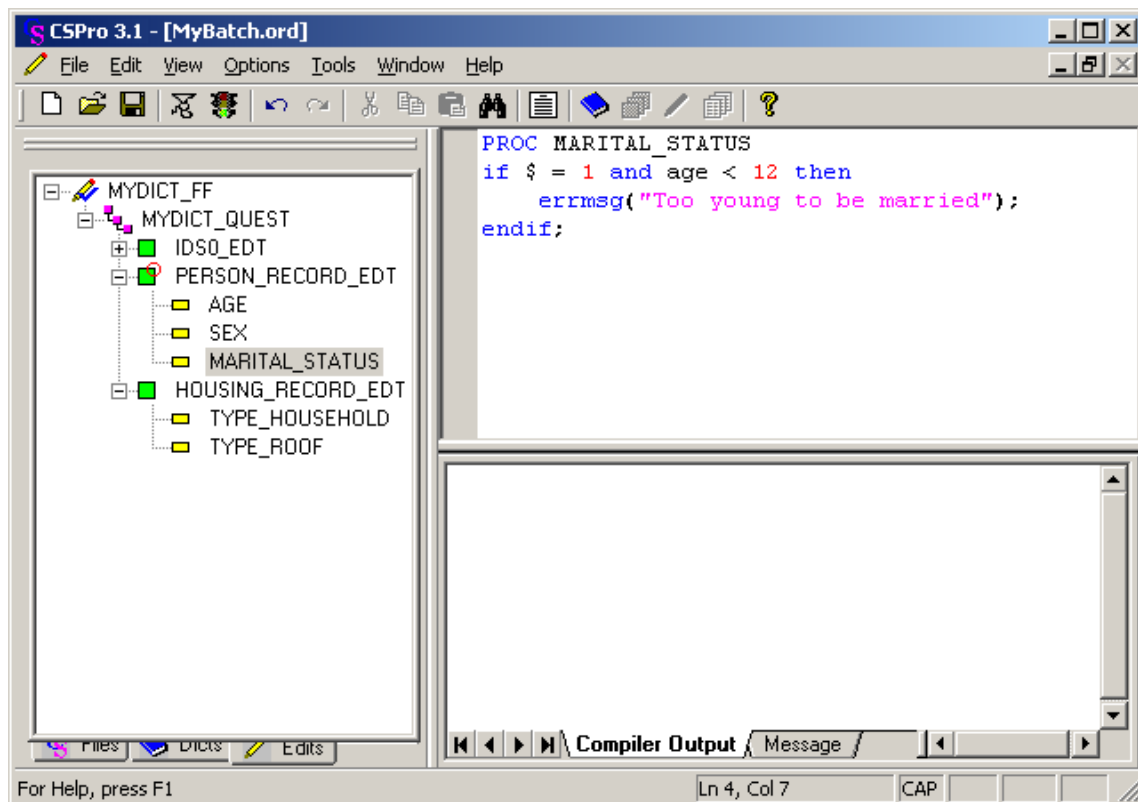 CSPro 3.1 - [MyBatch.ord]
File Edit View Options Tools Window Help
MYDICT_FF
MYDICT_QUEST
IDS0_EDT
PERSON_RECORD_EDT
AGE
SEX
MARITAL_STATUS
HOUSING_RECORD_EDT
TYPE_HOUSEHOLD
TYPE_ROOF
Files Dicts Edits
PROC MARITAL_STATUS
if $ = 1 and age < 12 then
errmsg("Too young to be married");
endif;
Compiler Output Message
For Help, press F1 Ln 4, Col 7 CAP